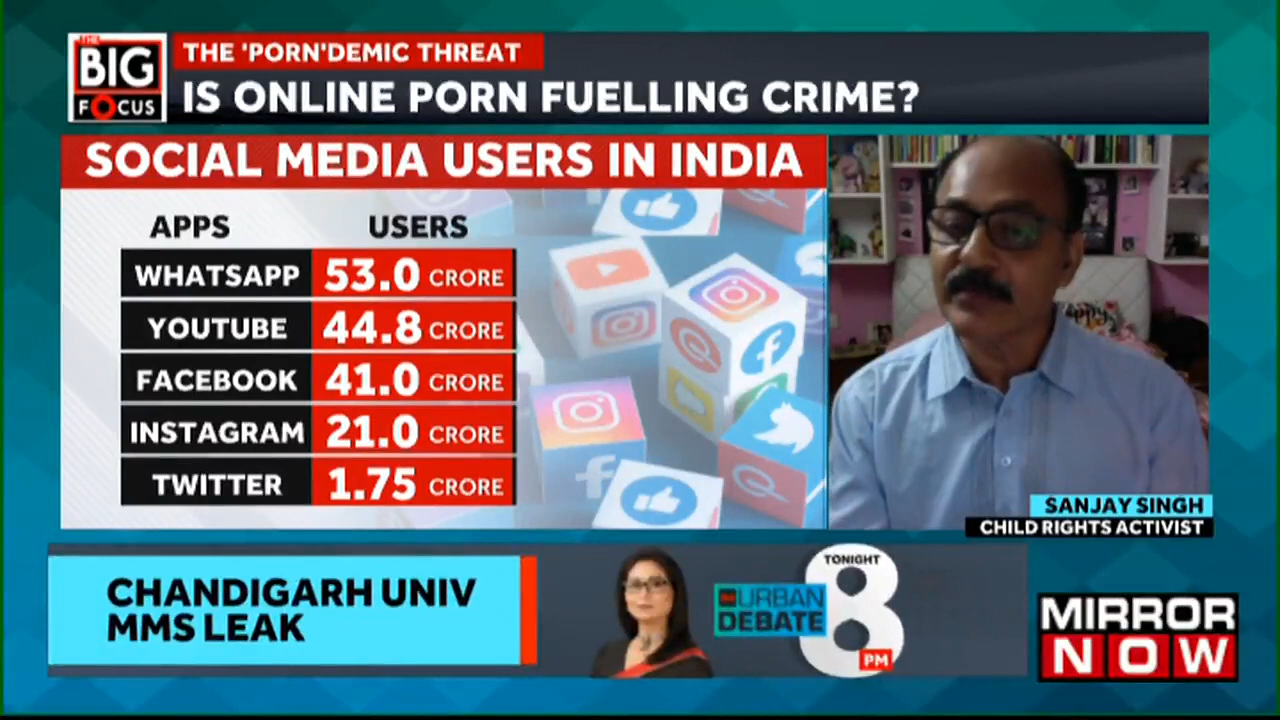 THE
BIG
FOCUS
THE 'PORN'DEMIC THREAT
IS ONLINE PORN FUELLING CRIME?
SOCIAL MEDIA USERS IN INDIA
APPS USERS
WHATSAPP 53.0 CRORE
YOUTUBE 44.8 CRORE
FACEBOOK 41.0 CRORE
INSTAGRAM 21.0 CRORE
TWITTER 1.75 CRORE
SANJAY SINGH
CHILD RIGHTS ACTIVIST
CHANDIGARH UNIV
MMS LEAK
URBAN
DEBATE
TONIGHT
8
PM
MIRROR
NOW